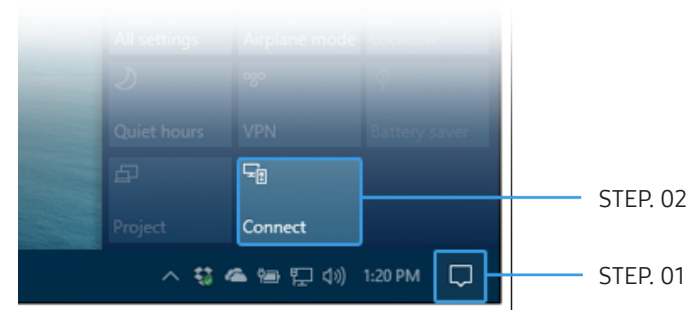 All settings Airplane mode Location
Quiet hours VPN Battery saver
STEP. 02
Project Connect
1:20 PM
STEP. 01